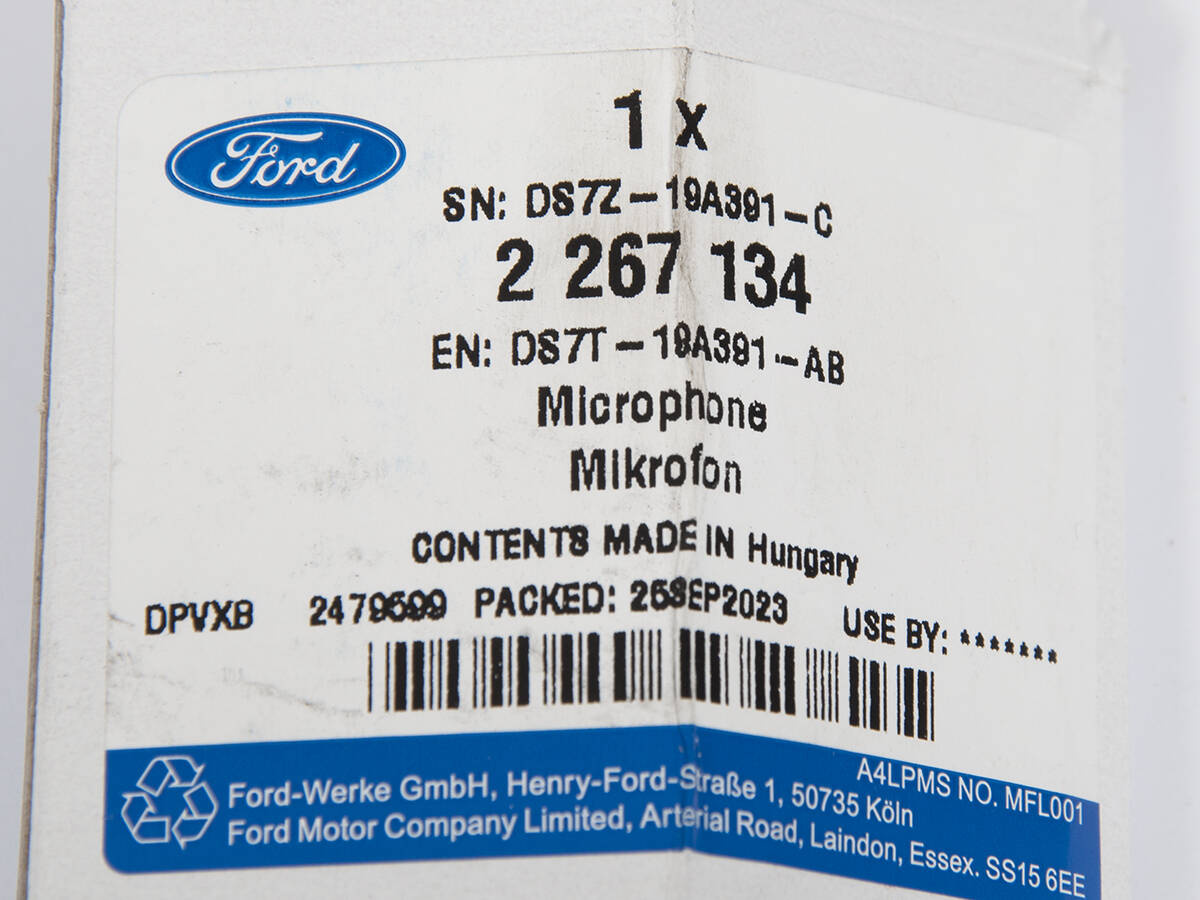 Ford
1 x
SN: DS7Z-19A391-C
2 267 134
EN: DS7T-19A391-AB
Microphone
Mikrofon
CONTENTS MADE IN Hungary
DPVXB PACKED: SEP2023 USE BY: *******
A4LPMS NO. MFL001
Ford-Werke GmbH, Henry-Ford-Straße 1, 50735 Köln
Ford Motor Company Limited, Arterial Road, Laindon, Essex. SS15 6EE